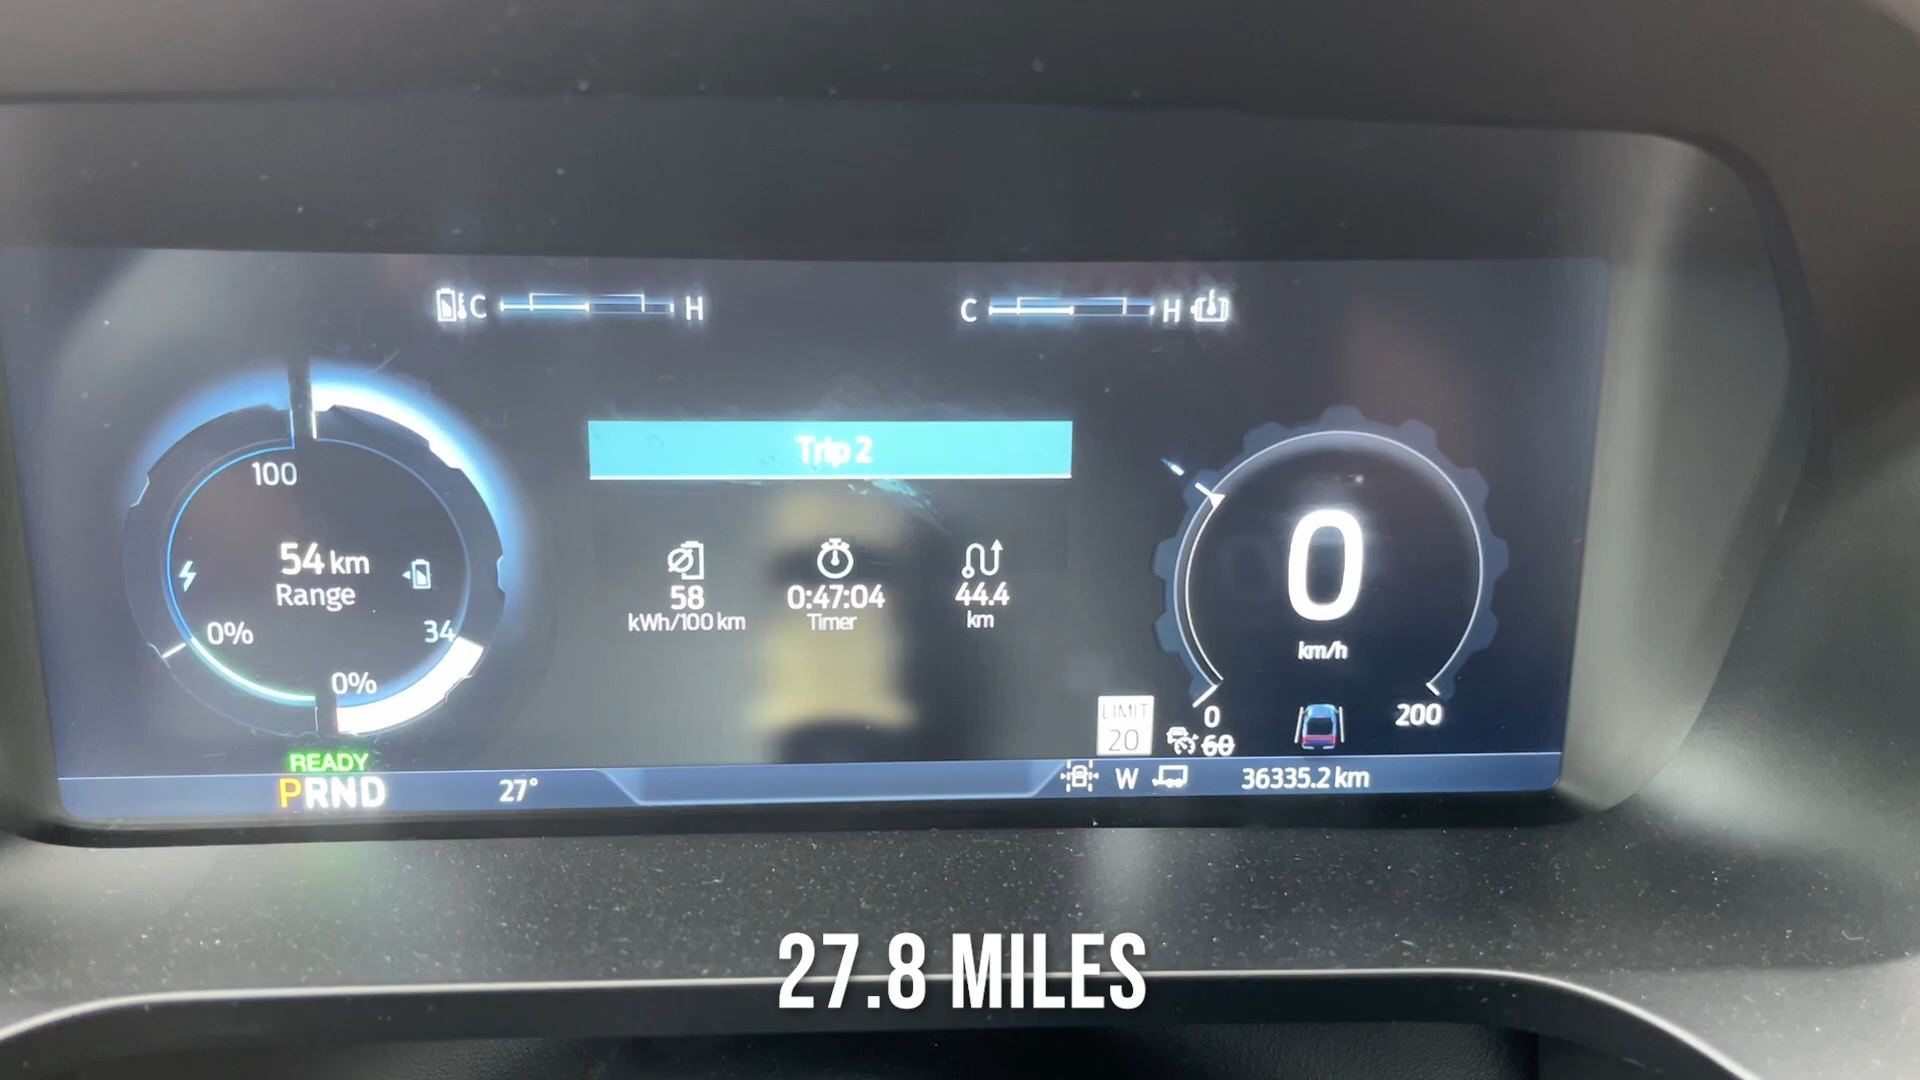 C H
C H
Trip 2
100
54 km
Range
0%
34
0%
58
kWh/100 km
0:47:04
Timer
44.4
km
0
km/h
0
200
LIMIT
20
60
READY
PRND
27°
W
36335.2 km
27.8 MILES